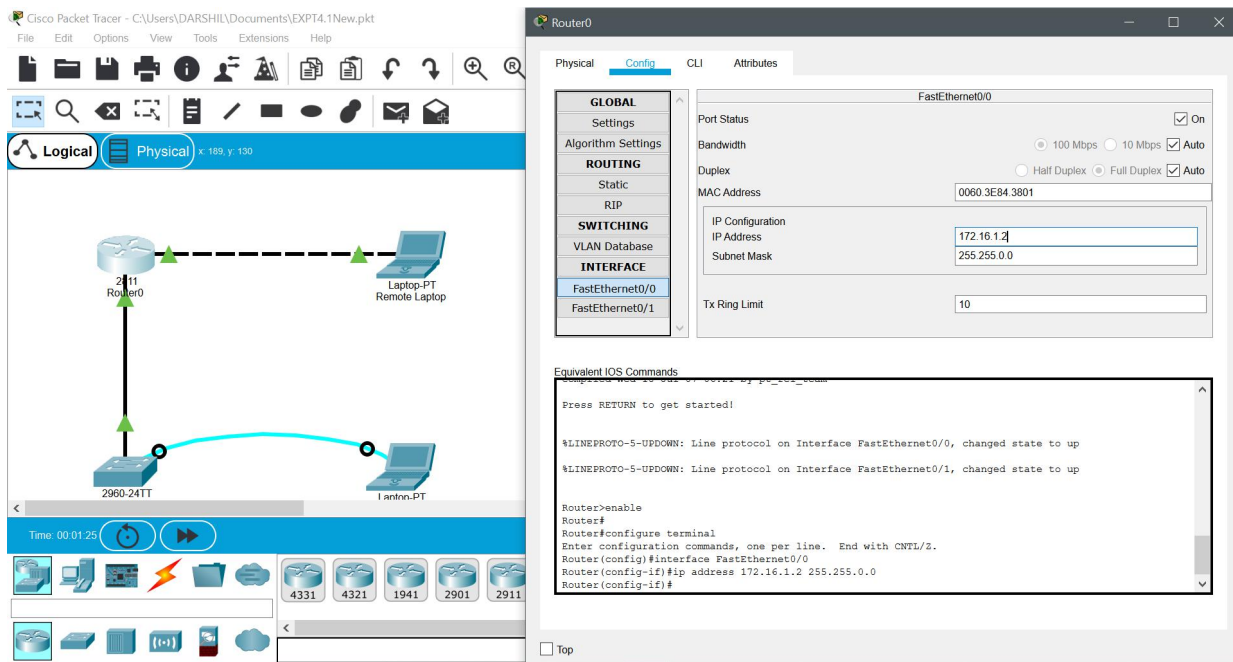 Cisco Packet Tracer - C:\Users\DARSHIL\Documents\EXPT4.1New.pkt
File Edit Options View Tools Extensions Help
Logical Physical x: 189, y: 130
2811
Router0
Laptop-PT
Remote Laptop
2960-24TT
Laptop-PT
Time: 00:01:25
4331 4321 1941 2901 2911
Router0
Physical Config CLI Attributes
GLOBAL
Settings
Algorithm Settings
ROUTING
Static
RIP
SWITCHING
VLAN Database
INTERFACE
FastEthernet0/0
FastEthernet0/1
FastEthernet0/0
Port Status On
Bandwidth 100 Mbps 10 Mbps Auto
Duplex Half Duplex Full Duplex Auto
MAC Address 0060.3E84.3801
IP Configuration
IP Address 172.16.1.2
Subnet Mask 255.255.0.0
Tx Ring Limit 10
Equivalent IOS Commands
Press RETURN to get started!
%LINEPROTO-5-UPDOWN: Line protocol on Interface FastEthernet0/0, changed state to up
%LINEPROTO-5-UPDOWN: Line protocol on Interface FastEthernet0/1, changed state to up
Router>enable
Router#
Router#configure terminal
Enter configuration commands, one per line. End with CNTL/Z.
Router(config)#interface FastEthernet0/0
Router(config-if)#ip address 172.16.1.2 255.255.0.0
Router(config-if)#
Top